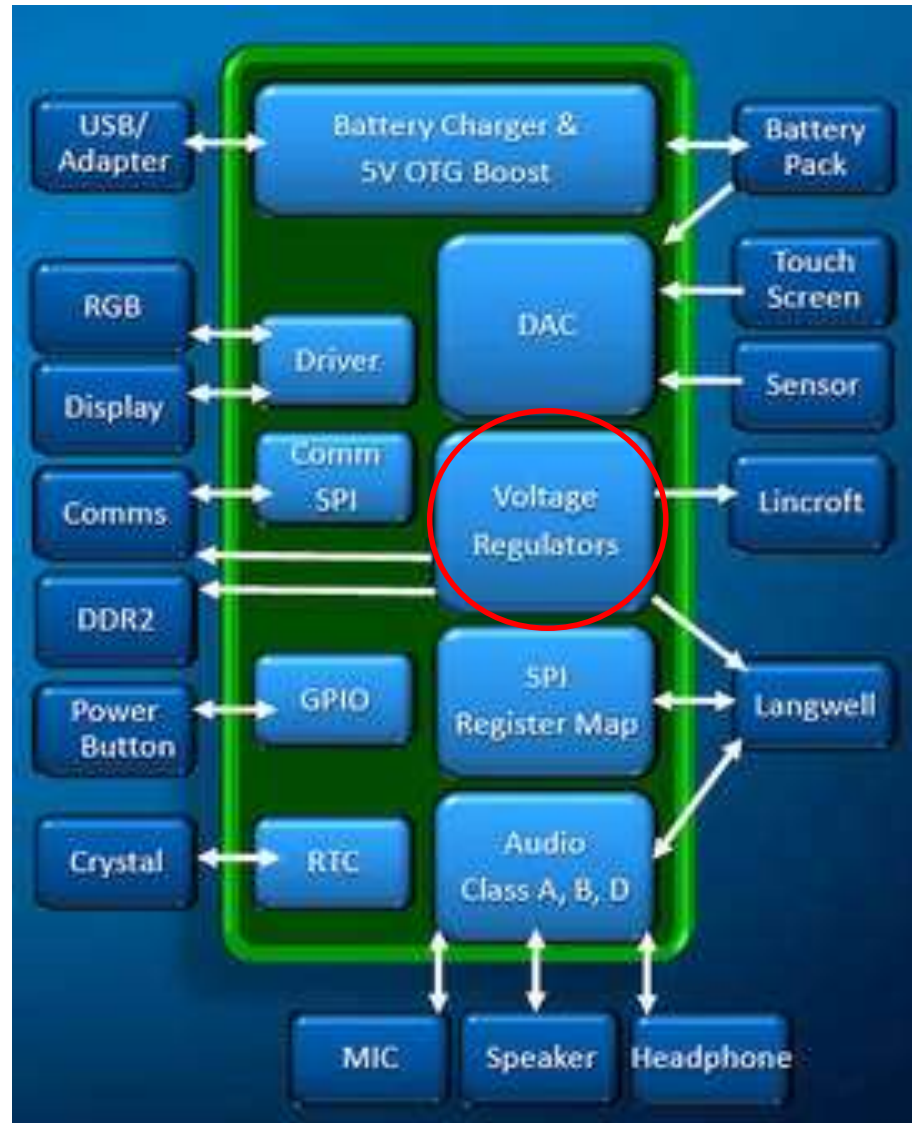 USB/
Adapter
Battery Charger &
5V OTG Boost
Battery
Pack
RGB
Display
Driver
DAC
Touch
Screen
Sensor
Comms
Comm
SPI
Voltage
Regulators
Lincroft
DDR2
Power
Button
GPIO
SPI
Register Map
Langwell
Crystal
RTC
Audio
Class A, B, D
MIC
Speaker
Headphone